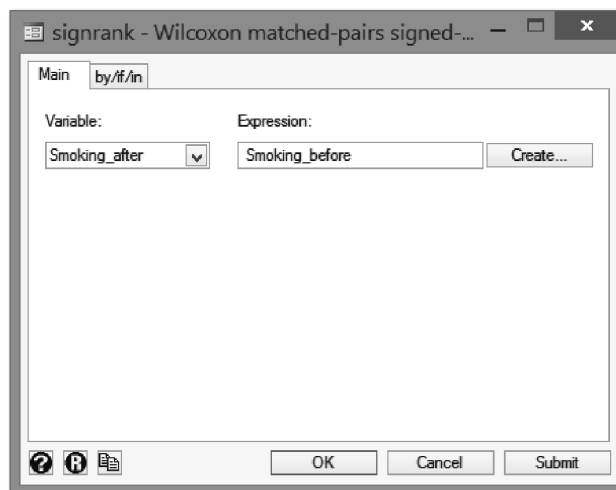 signrank - Wilcoxon matched-pairs signed-...
Main by/if/in
Variable: Expression:
Smoking_after Smoking_before Create...
? R
OK Cancel Submit